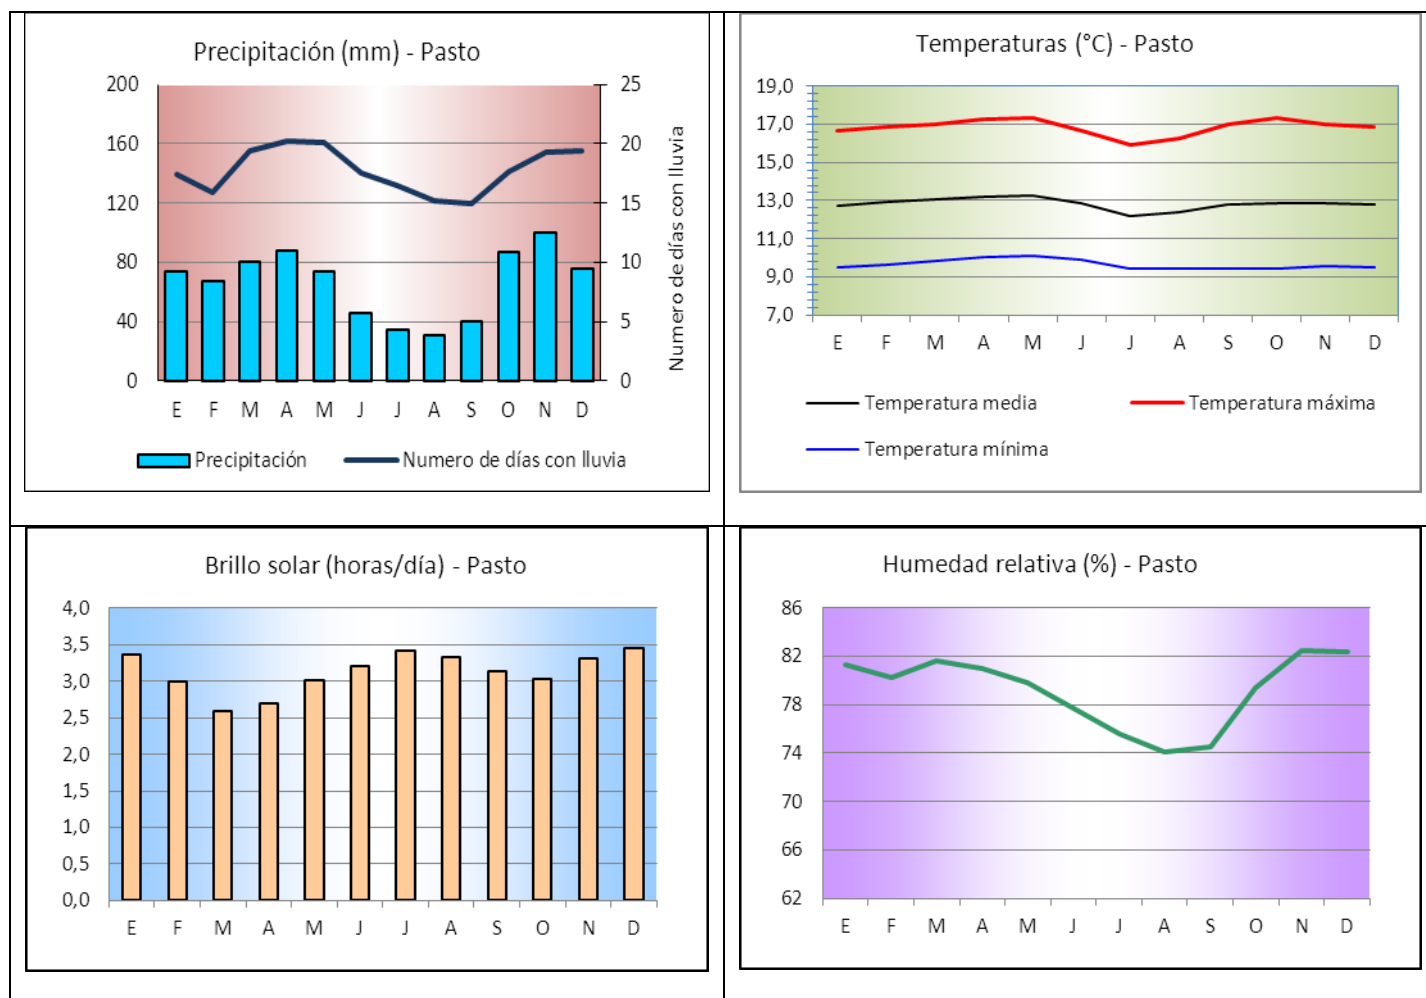 Precipitación (mm) - Pasto
200
160
120
80
40
0
25
20
15
10
5
0
Numero de días con lluvia
E F M A M J J A S O N D
Precipitación
Numero de días con lluvia
Temperaturas (°C) - Pasto
19,0
17,0
15,0
13,0
11,0
9,0
7,0
E F M A M J J A S O N D
Temperatura media
Temperatura máxima
Temperatura mínima
Brillo solar (horas/día) - Pasto
4,0
3,5
3,0
2,5
2,0
1,5
1,0
0,5
0,0
E F M A M J J A S O N D
Humedad relativa (%) - Pasto
86
82
78
74
70
66
62
E F M A M J J A S O N D